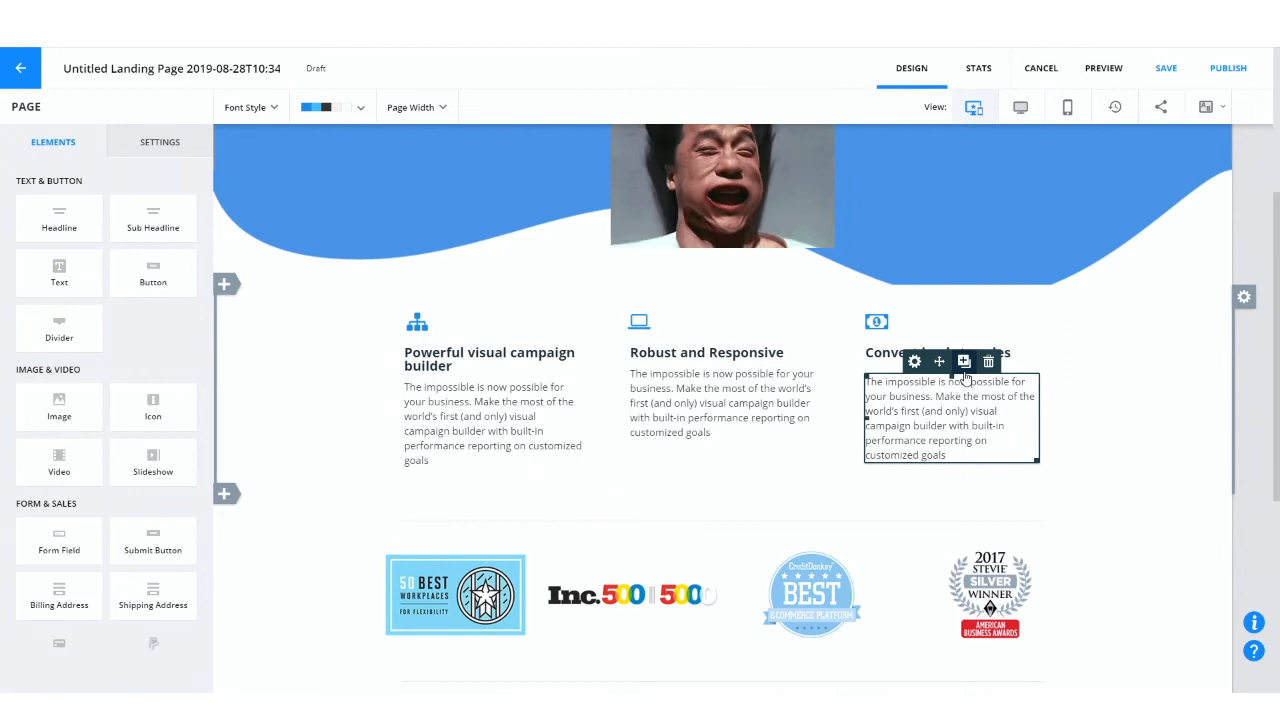 Untitled Landing Page 2019-08-28T10:34
Draft
DESIGN
STATS
CANCEL
PREVIEW
SAVE
PUBLISH
PAGE
Font Style
Page Width
View:
ELEMENTS
SETTINGS
TEXT & BUTTON
Headline
Sub Headline
Text
Button
Divider
IMAGE & VIDEO
Image
Icon
Video
Slideshow
FORM & SALES
Form Field
Submit Button
Billing Address
Shipping Address
Powerful visual campaign
builder
The impossible is now possible for
your business. Make the most of the
world's first (and only) visual
campaign builder with built-in
performance reporting on customized
goals
Robust and Responsive
The impossible is now possible for your
business. Make the most of the world's
first (and only) visual campaign builder
with built-in performance reporting on
customized goals
The impossible is now possible for
your business. Make the most of the
world's first (and only) visual
campaign builder with built-in
performance reporting on
customized goals
50 BEST
WORKPLACES
FOR FLEXIBILITY
Inc.500 5000
CreditDonkey
BEST
E-COMMERCE PLATFORM
2017
STEVIE
SILVER
WINNER
AMERICAN
BUSINESS AWARDS